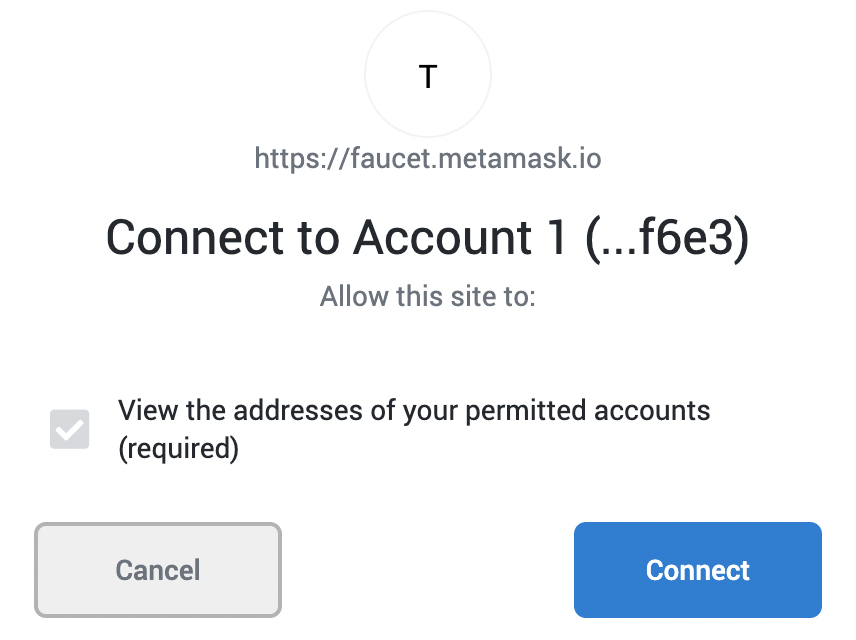 T
https://faucet.metamask.io
Connect to Account 1 (...f6e3)
Allow this site to:
View the addresses of your permitted accounts
(required)
Cancel
Connect